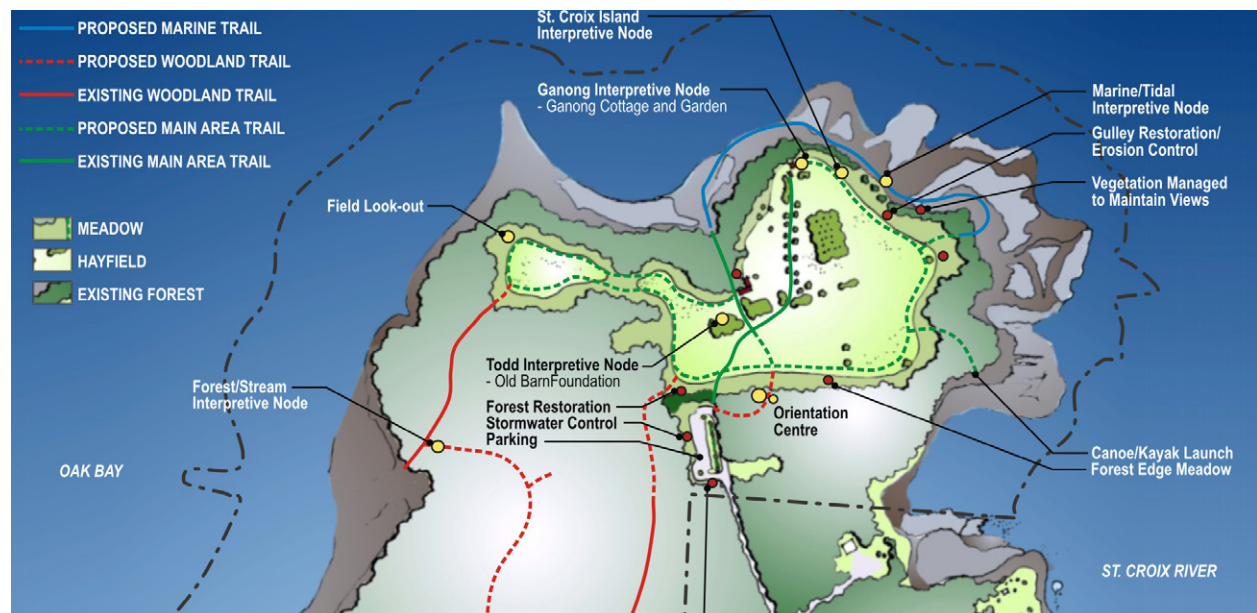 PROPOSED MARINE TRAIL
PROPOSED WOODLAND TRAIL
EXISTING WOODLAND TRAIL
PROPOSED MAIN AREA TRAIL
EXISTING MAIN AREA TRAIL
MEADOW
HAYFIELD
EXISTING FOREST
St. Croix Island
Interpretive Node
Ganong Interpretive Node
- Ganong Cottage and Garden
Marine/Tidal
Interpretive Node
Gulley Restoration/
Erosion Control
Vegetation Managed
to Maintain Views
Field Look-out
Todd Interpretive Node
- Old BarnFoundation
Forest/Stream
Interpretive Node
Forest Restoration
Stormwater Control
Parking
Orientation
Centre
Canoe/Kayak Launch
Forest Edge Meadow
OAK BAY
ST. CROIX RIVER